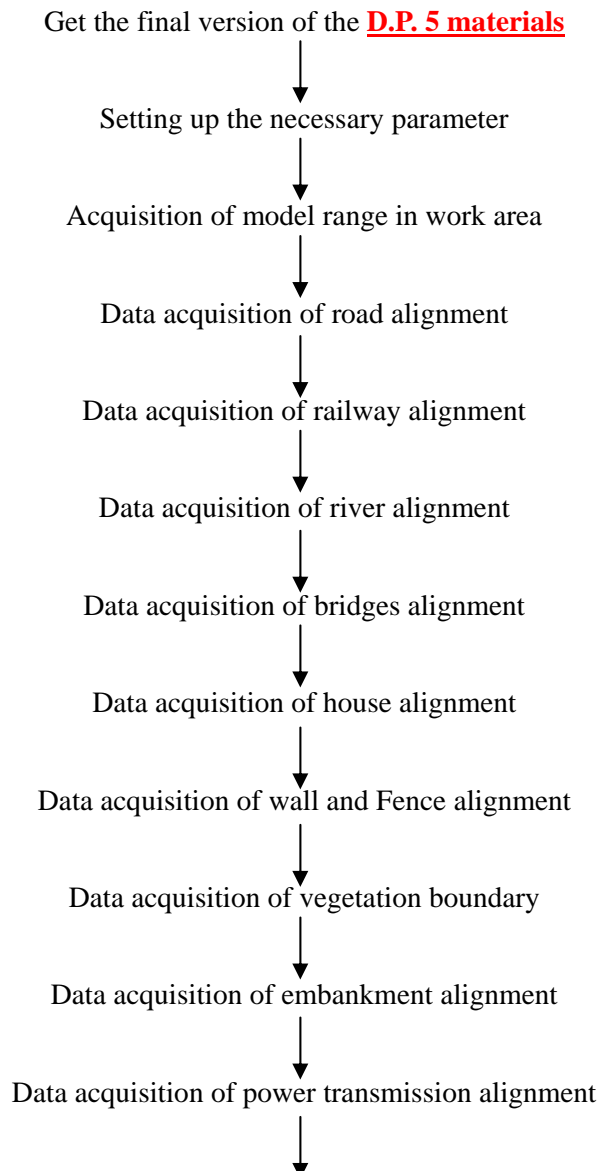 Get the final version of the D.P. 5 materials
Setting up the necessary parameter
Acquisition of model range in work area
Data acquisition of road alignment
Data acquisition of railway alignment
Data acquisition of river alignment
Data acquisition of bridges alignment
Data acquisition of house alignment
Data acquisition of wall and Fence alignment
Data acquisition of vegetation boundary
Data acquisition of embankment alignment
Data acquisition of power transmission alignment